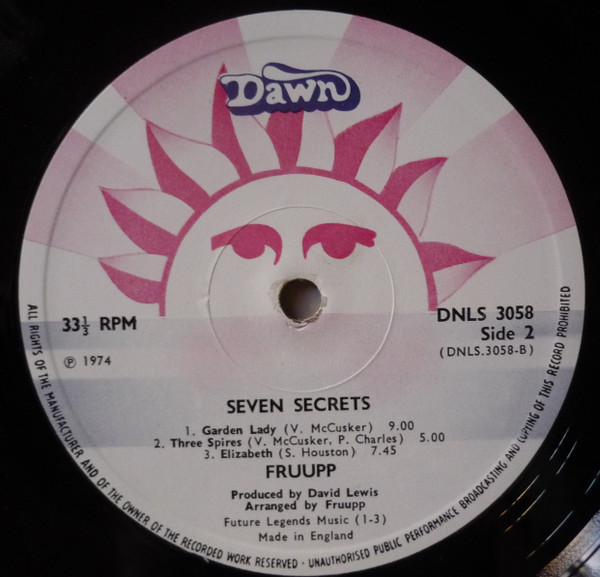 Dawn
33⅓ RPM
℗ 1974
DNLS 3058
Side 2
(DNLS.3058-B)
SEVEN SECRETS
1. Garden Lady (V. McCusker) 9.00
2. Three Spires (V. McCusker, P. Charles) 5.00
3. Elizabeth (S. Houston) 7.45
FRUUPP
Produced by David Lewis
Arranged by Fruupp
Future Legends Music (1-3)
Made in England
ALL RIGHTS OF THE MANUFACTURER AND OF THE OWNER OF THE RECORDED WORK RESERVED · UNAUTHORISED PUBLIC PERFORMANCE BROADCASTING AND COPYING OF THIS RECORD PROHIBITED